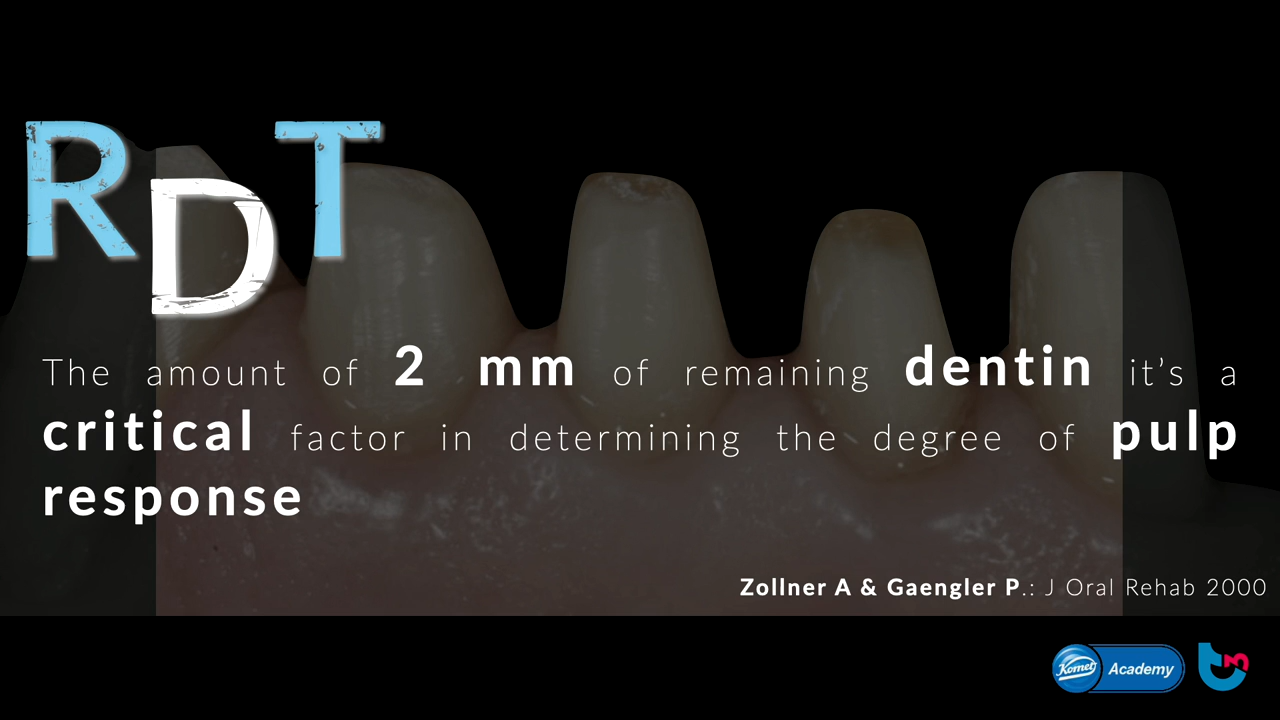 RDT
The amount of 2 mm of remaining dentin it’s a
critical factor in determining the degree of pulp
response
Zollner A & Gaengler P.: J Oral Rehab 2000
Komet Academy tm